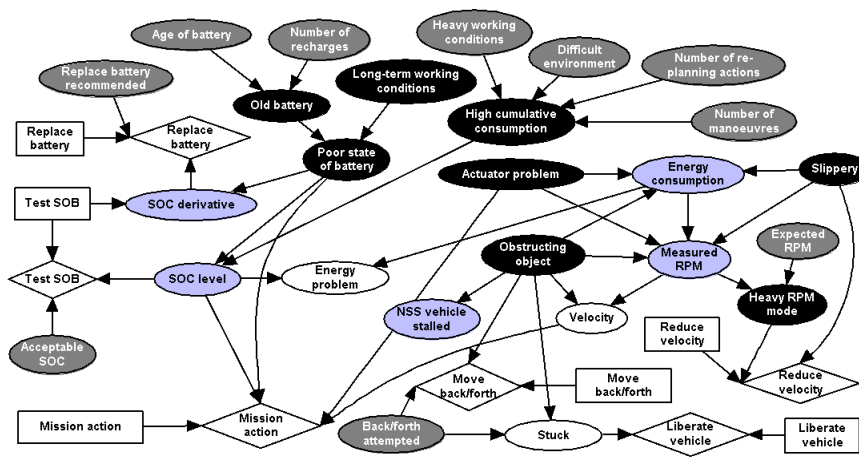 Age of battery
Number of
recharges
Heavy working
conditions
Difficult
environment
Number of re-
planning actions
Replace battery
recommended
Long-term working
conditions
Old battery
High cumulative
consumption
Number of
manoeuvres
Replace
battery
Replace
battery
Poor state
of battery
Actuator problem
Energy
consumption
Slippery
Test SOB
SOC derivative
Expected
RPM
Obstructing
object
Measured
RPM
Test SOB
SOC level
Energy
problem
Heavy RPM
mode
NSS vehicle
stalled
Velocity
Reduce
velocity
Acceptable
SOC
Move
back/forth
Move
back/forth
Reduce
velocity
Mission action
Mission
action
Back/forth
attempted
Stuck
Liberate
vehicle
Liberate
vehicle